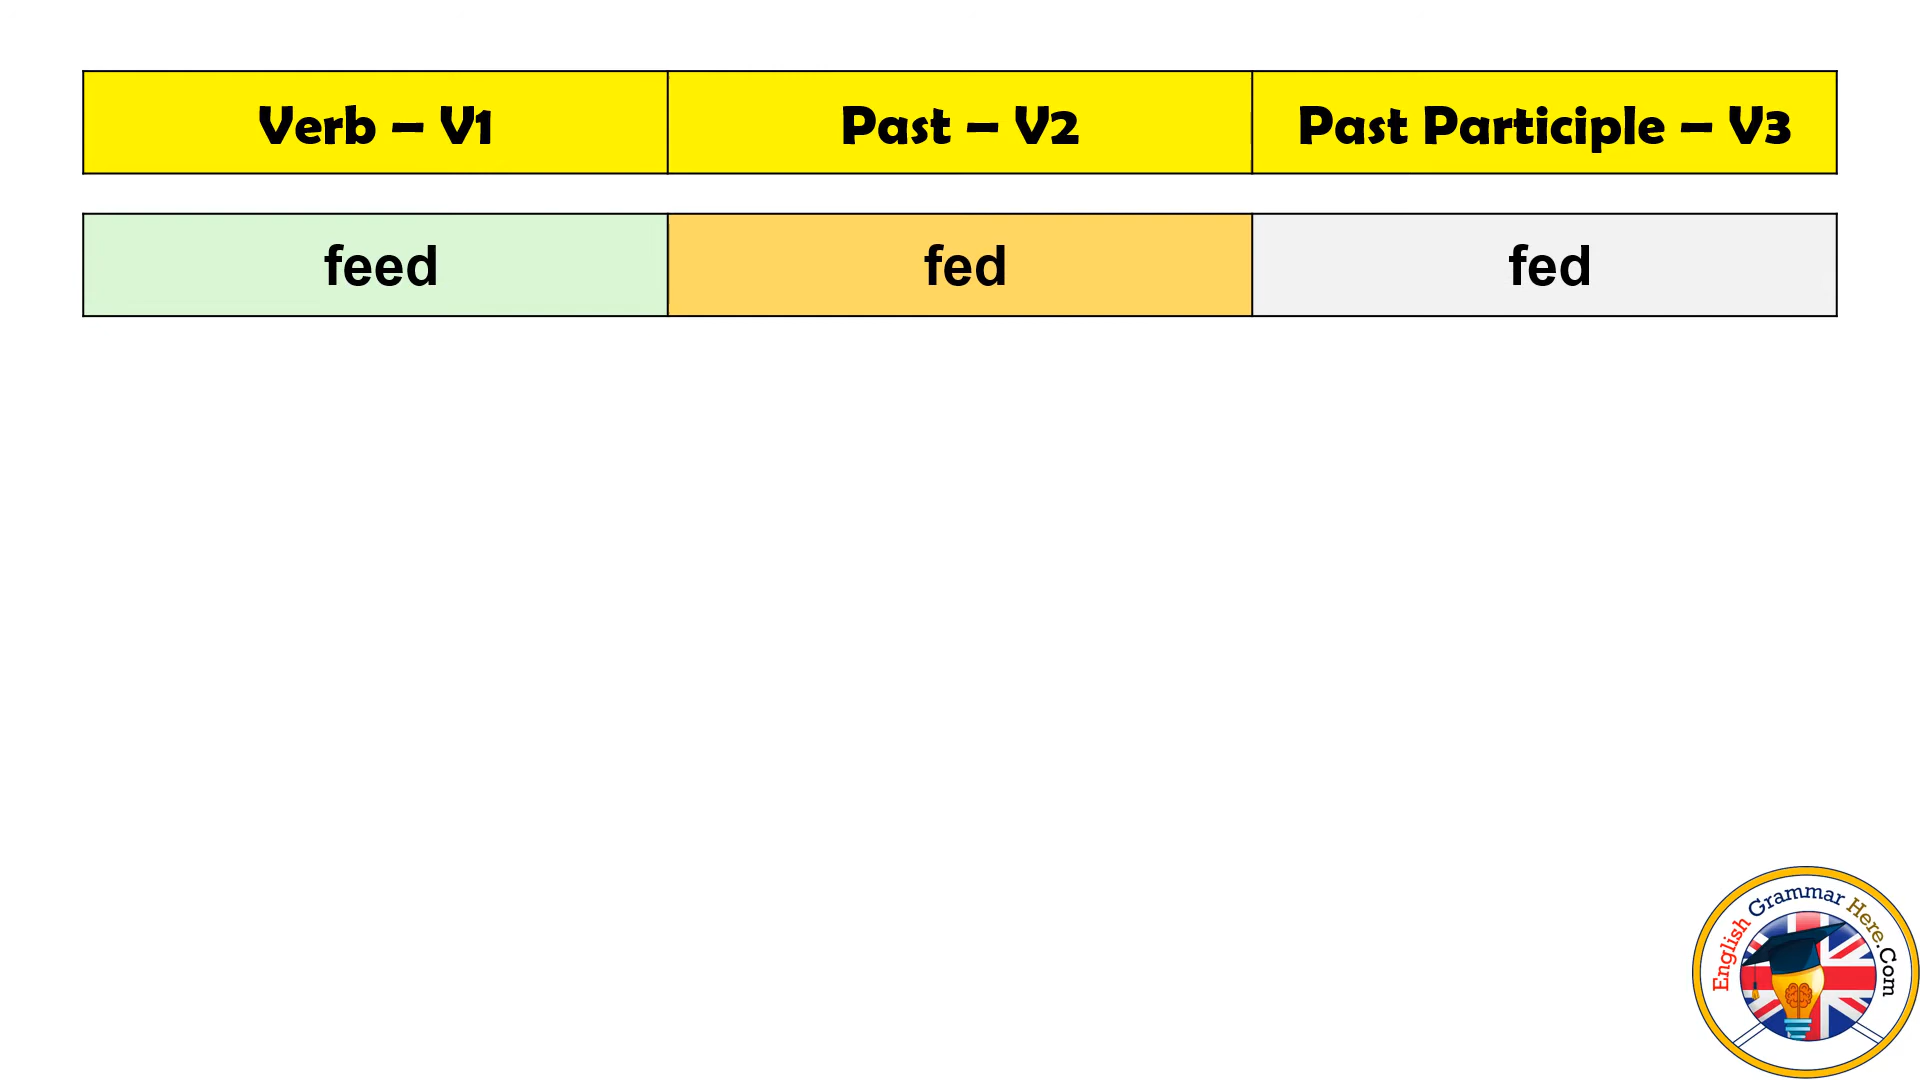 Verb – V1 Past – V2 Past Participle – V3
feed fed fed
English Grammar Here.Com